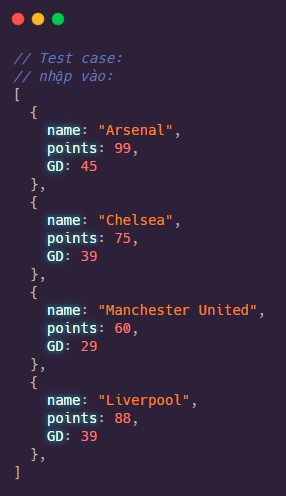 // Test case:
// nhập vào:
[
  {
    name: "Arsenal",
    points: 99,
    GD: 45
  },
  {
    name: "Chelsea",
    points: 75,
    GD: 39
  },
  {
    name: "Manchester United",
    points: 60,
    GD: 29
  },
  {
    name: "Liverpool",
    points: 88,
    GD: 39
  },
]